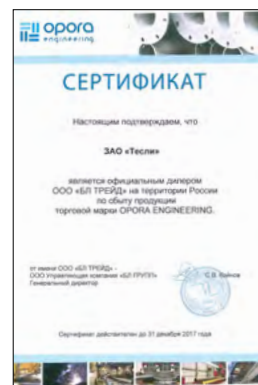 opora
engineering
СЕРТИФИКАТ
Настоящим подтверждаем, что
ЗАО «Тесли»
является официальным дилером
ООО «БЛ ТРЕЙД» на территории России
по сбыту продукции
торговой марки OPORA ENGINEERING.
от имени ООО «БЛ ТРЕЙД» -
ООО Управляющая компания «БЛ ГРУПП»
Генеральный директор
С.В.
Сертификат действителен до 31 декабря 2017 года